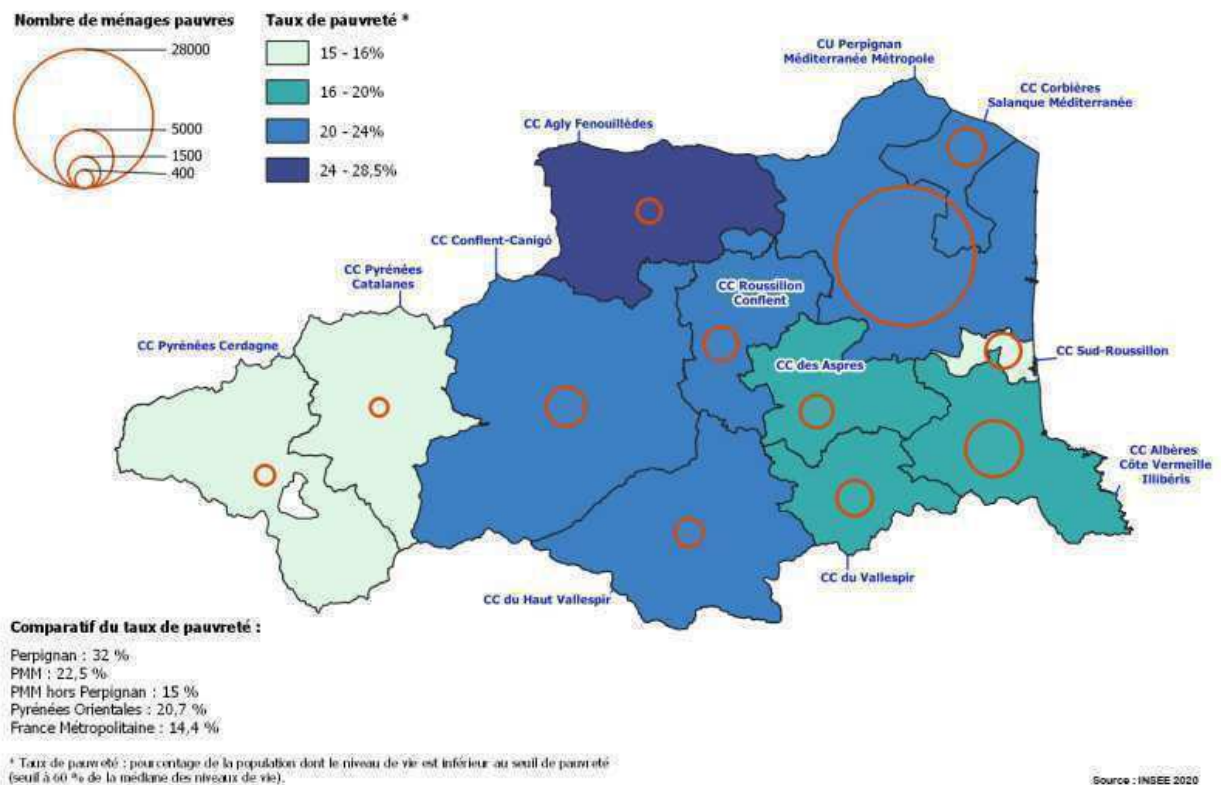 Nombre de ménages pauvres
28000
5000
1500
400
Taux de pauvreté *
15 - 16%
16 - 20%
20 - 24%
24 - 28,5%
CU Perpignan
Méditerranée Métropole
CC Corbières
Salanque Méditerranée
CC Agly Fenouillèdes
CC Conflent-Canigó
CC Pyrénées
Catalanes
CC Roussillon
Conflent
CC Pyrénées Cerdagne
CC Sud-Roussillon
CC des Aspres
CC Albères
Côte Vermeille
Illibéris
CC du Vallespir
CC du Haut Vallespir
Comparatif du taux de pauvreté :
Perpignan : 32 %
PMM : 22,5 %
PMM hors Perpignan : 15 %
Pyrénées Orientales : 20,7 %
France Métropolitaine : 14,4 %
* Taux de pauvreté : pourcentage de la population dont le niveau de vie est inférieur au seuil de pauvreté
(seuil à 60 % de la médiane des niveaux de vie).
Source : INSEE 2020